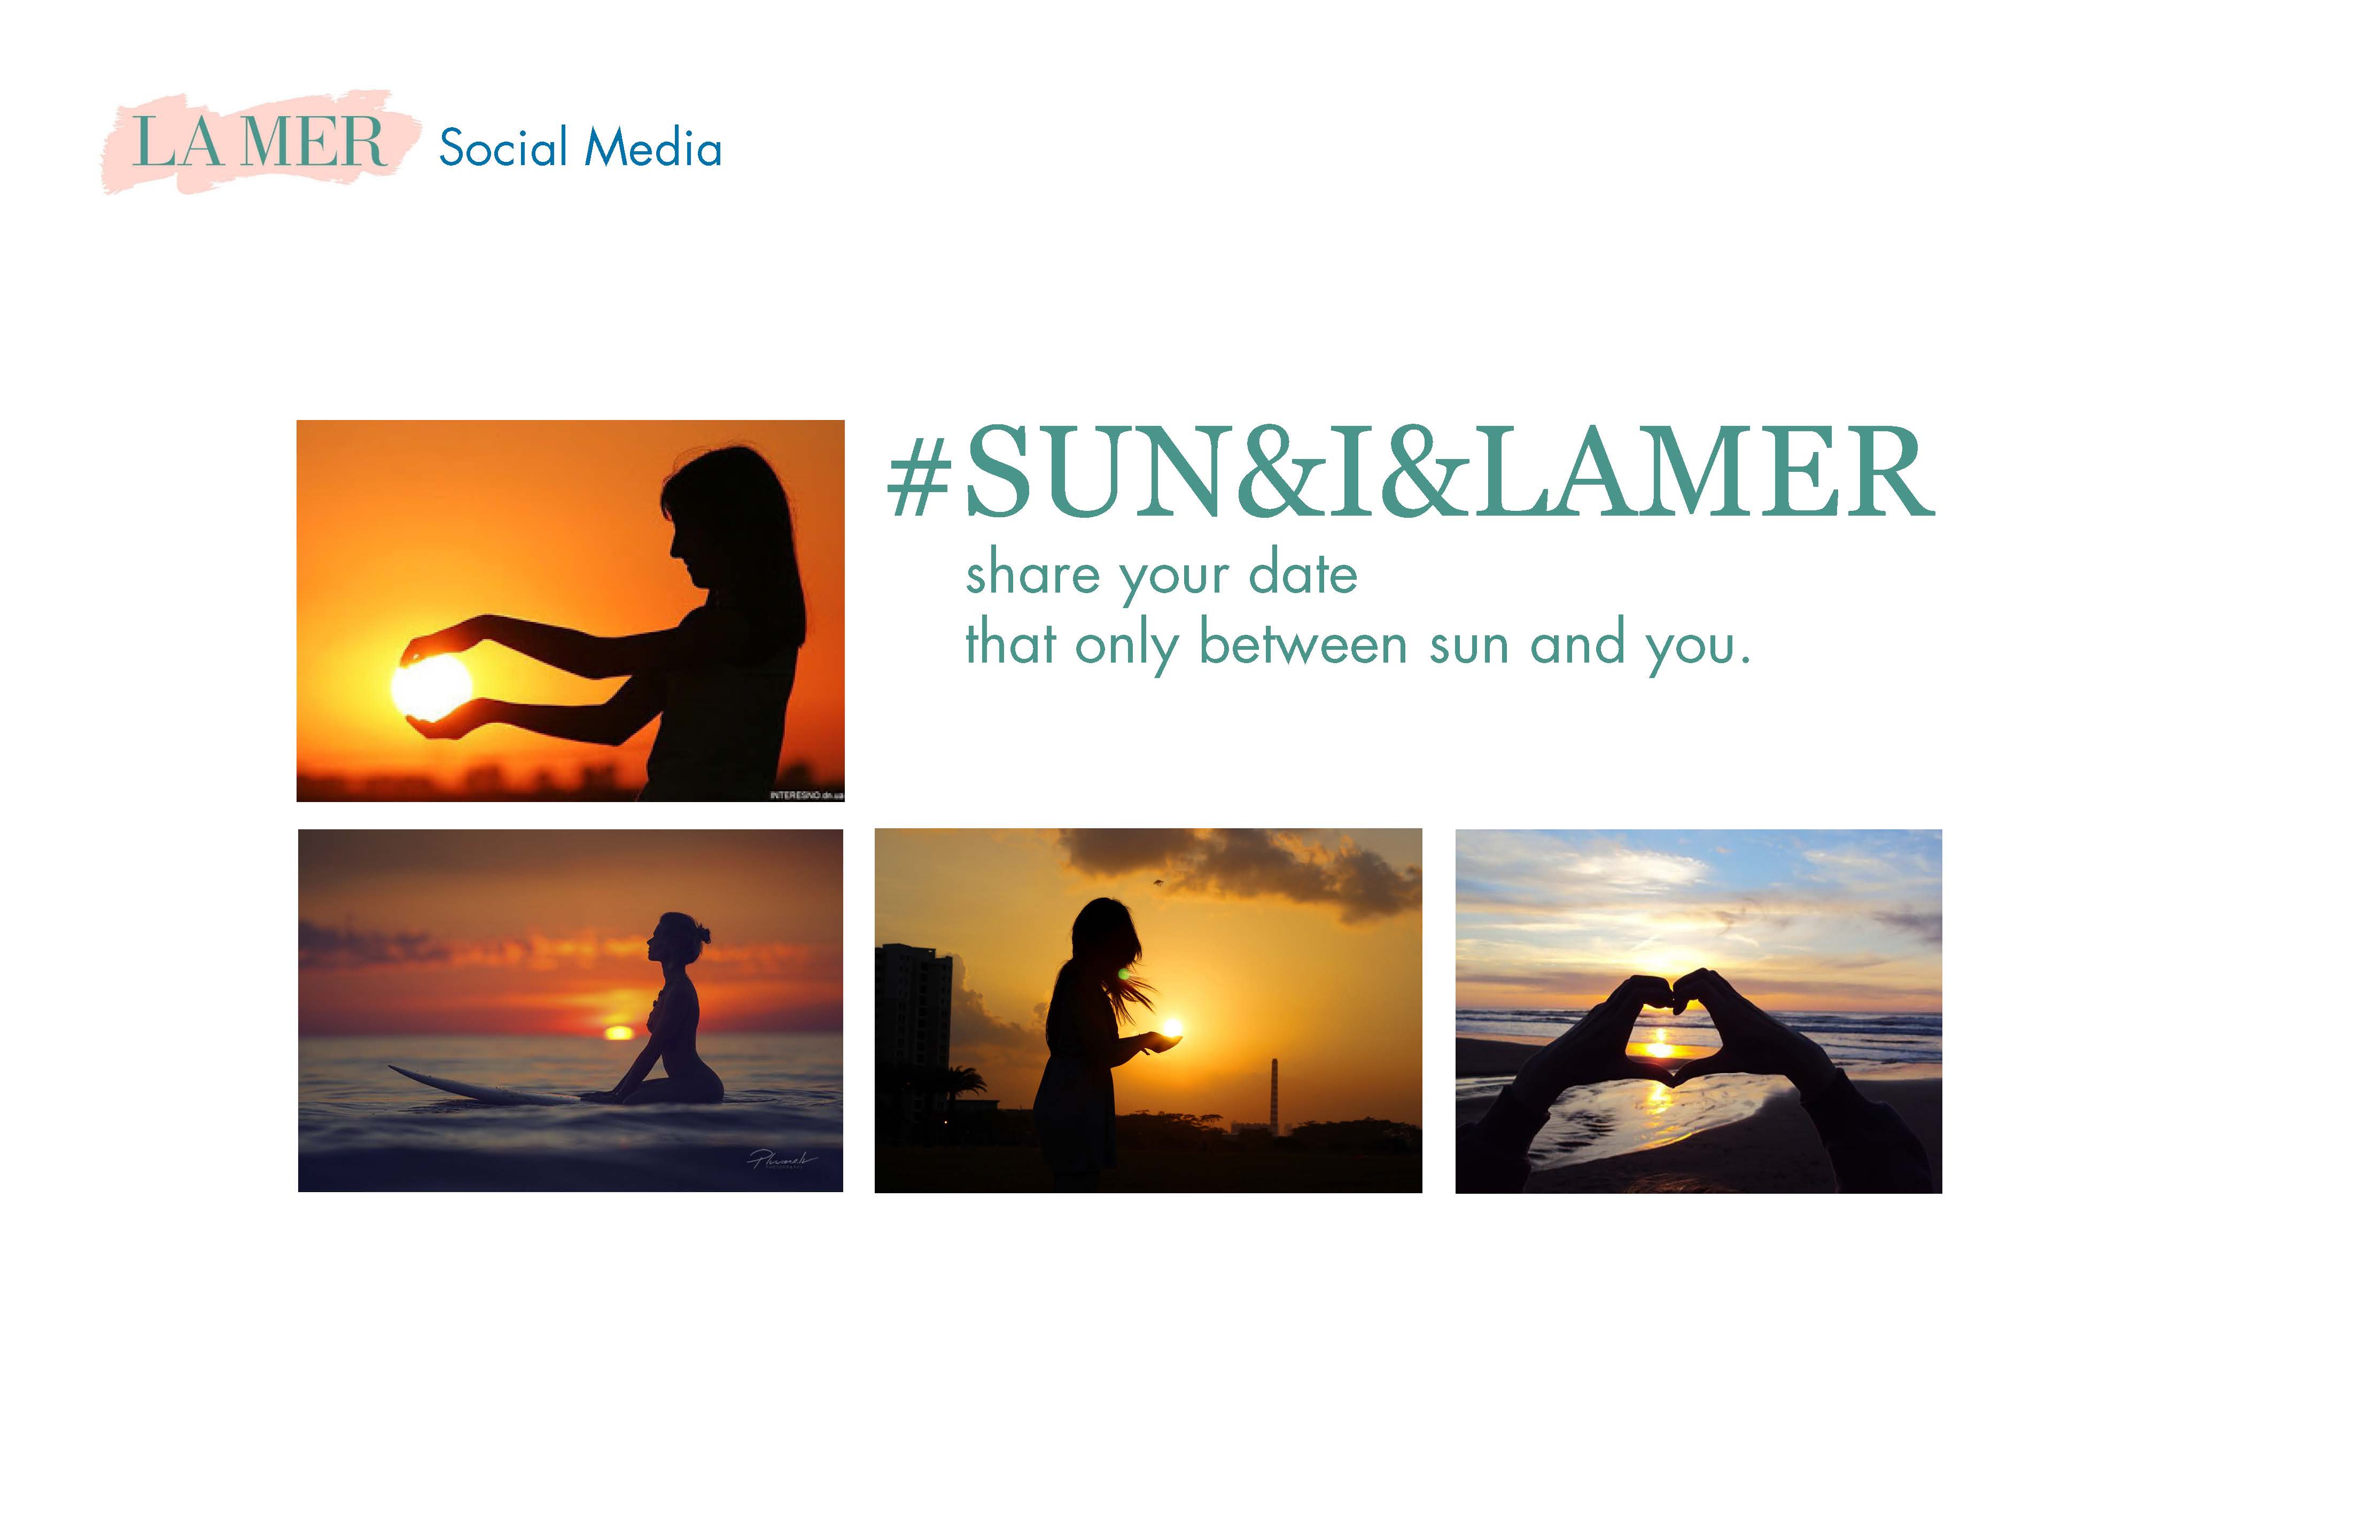 LA MER Social Media
#SUN&I&LAMER
share your date
that only between sun and you.
INTERESNO.dn.ua